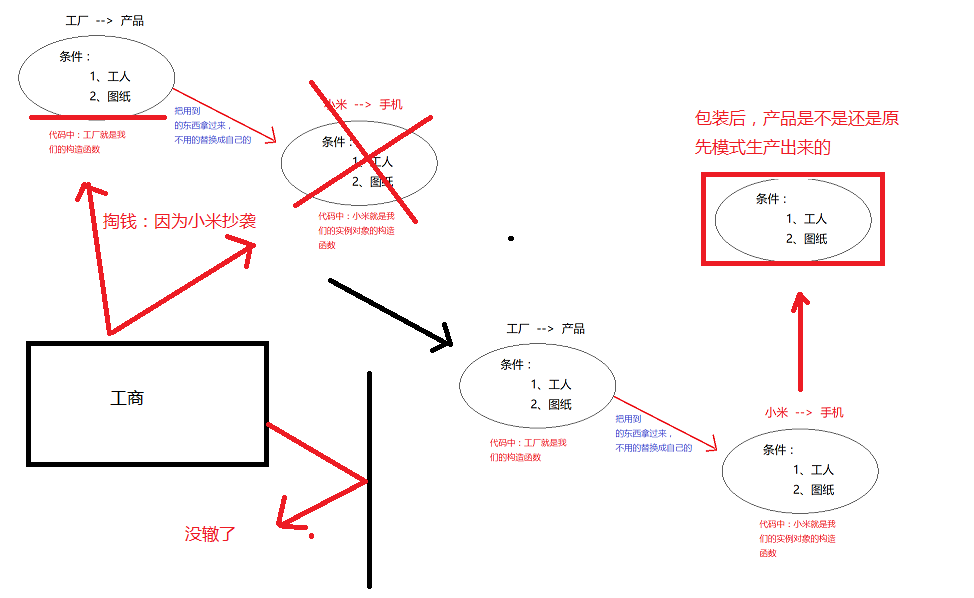 工厂 --> 产品
条件：
1、工人
2、图纸
代码中：工厂就是我
们的构造函数
把用到
的东西拿过来，
不用的替换成自己的
小米 --> 手机
条件：
1、工人
2、图纸
代码中：小米就是我
们的实例对象的构造
函数
掏钱：因为小米抄袭
工商
没辙了
工厂 --> 产品
条件：
1、工人
2、图纸
代码中：工厂就是我
们的构造函数
把用到
的东西拿过来，
不用的替换成自己的
包装后，产品是不是还是原
先模式生产出来的
条件：
1、工人
2、图纸
小米 --> 手机
条件：
1、工人
2、图纸
代码中：小米就是我
们的实例对象的构造
函数